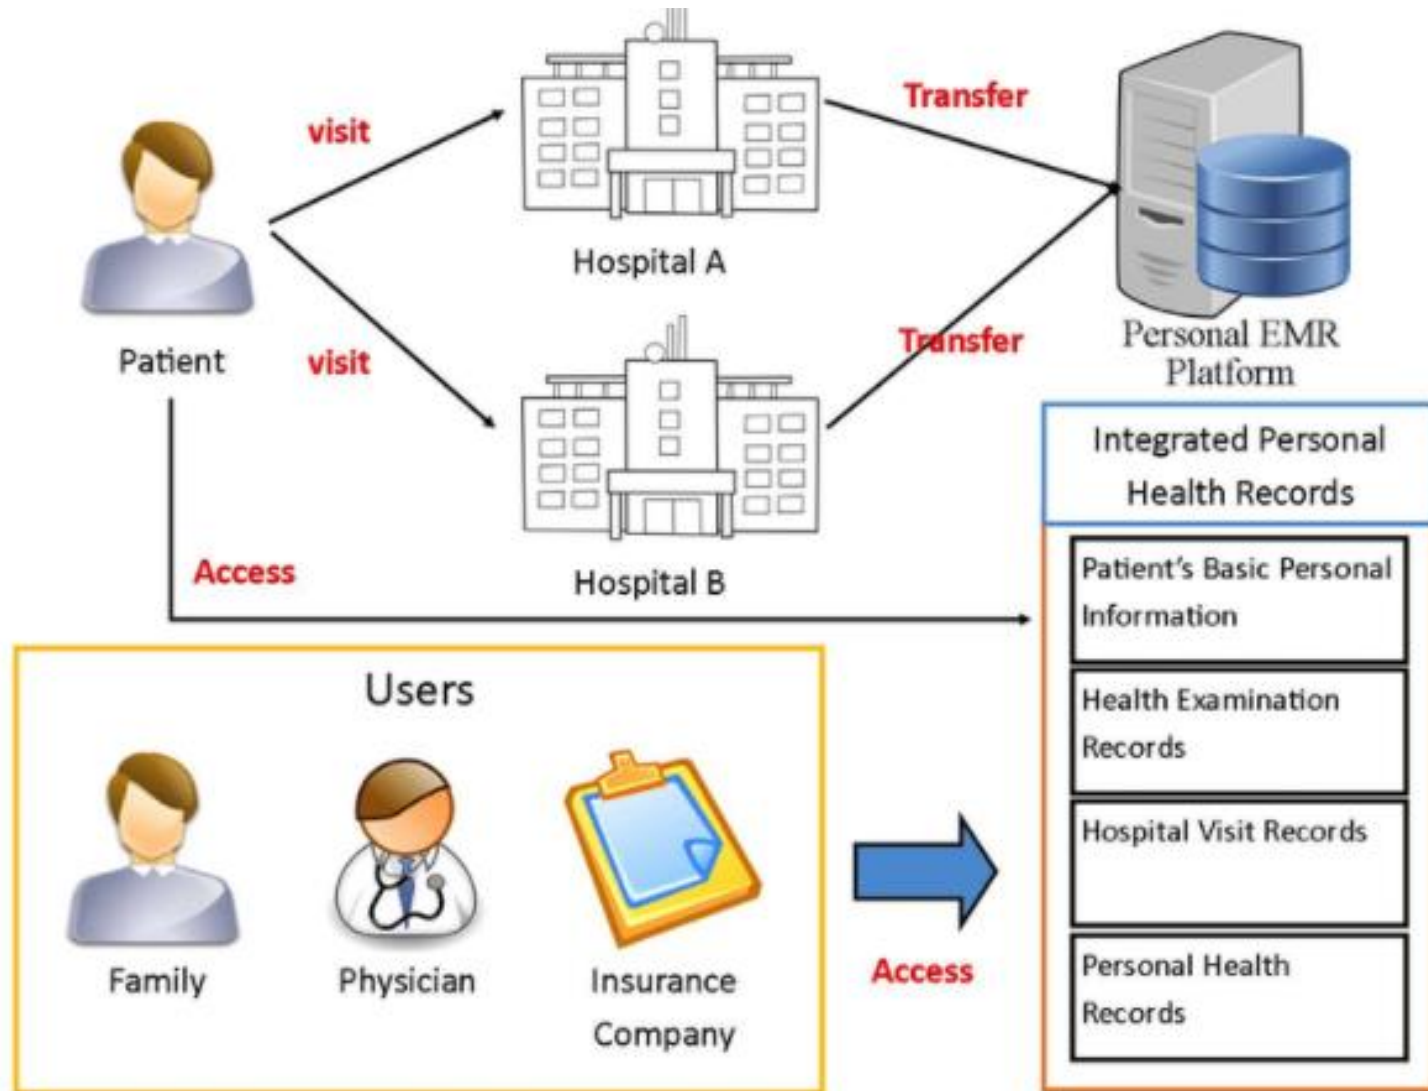 visit
Transfer
Hospital A
Patient
visit
Transfer
Personal EMR
Platform
Integrated Personal
Health Records
Access
Hospital B
Patient's Basic Personal
Information
Health Examination
Records
Hospital Visit Records
Personal Health
Records
Users
Family
Physician
Insurance
Company
Access